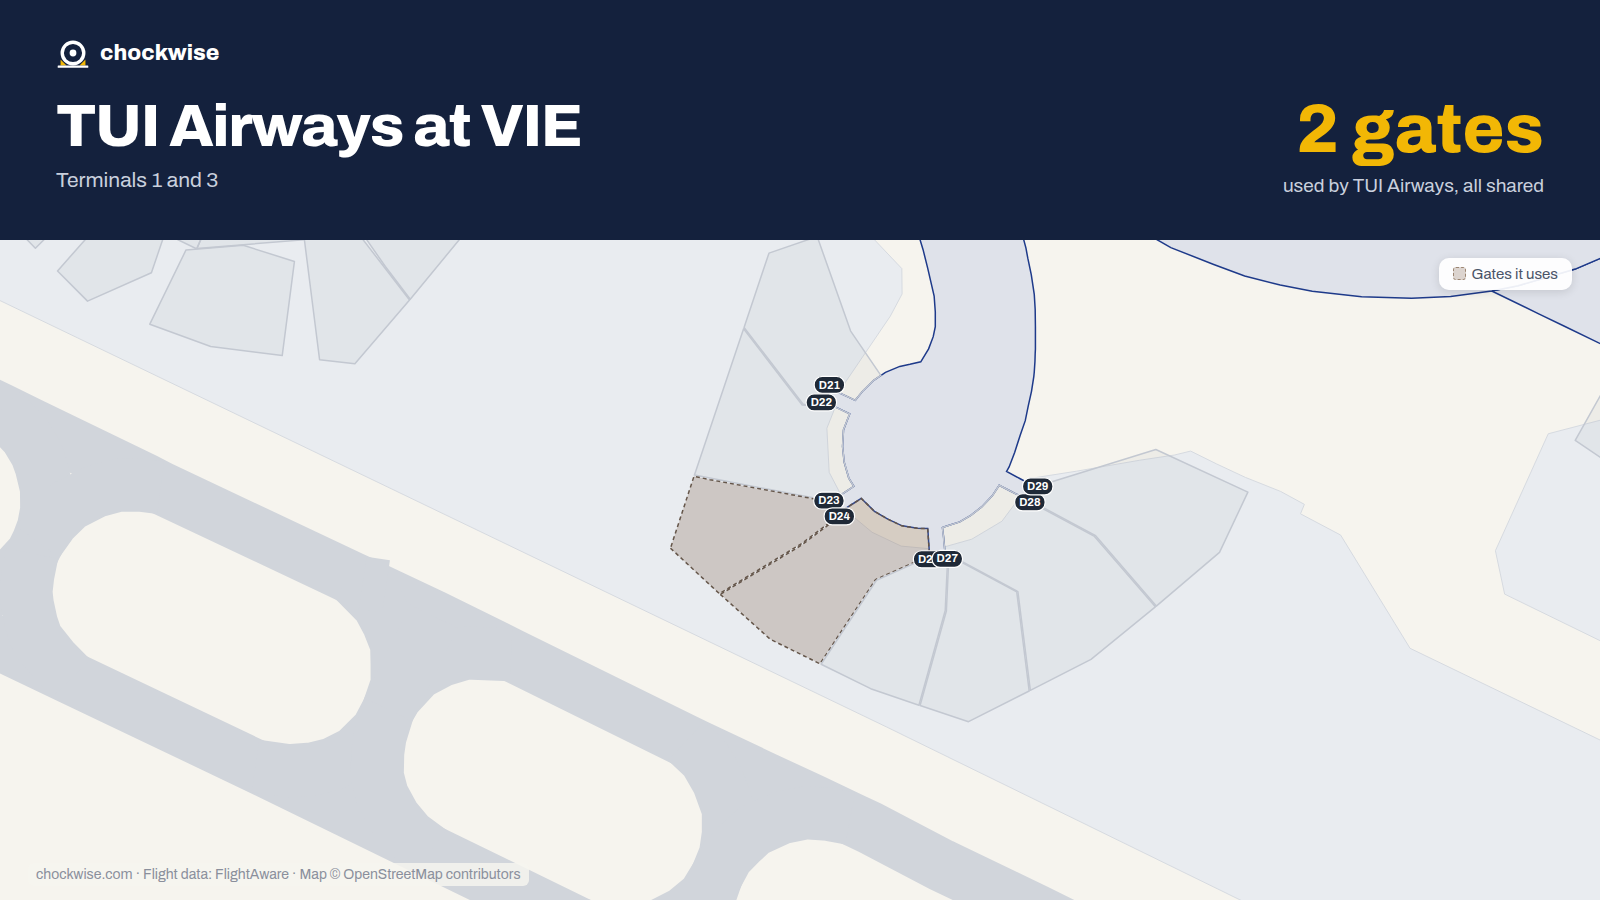 chockwise
TUI Airways at VIE
Terminals 1 and 3
2 gates
used by TUI Airways, all shared
Gates it uses
D21
D22
D23
D24
D29
D28
D27
chockwise.com · Flight data: FlightAware · Map © OpenStreetMap contributors